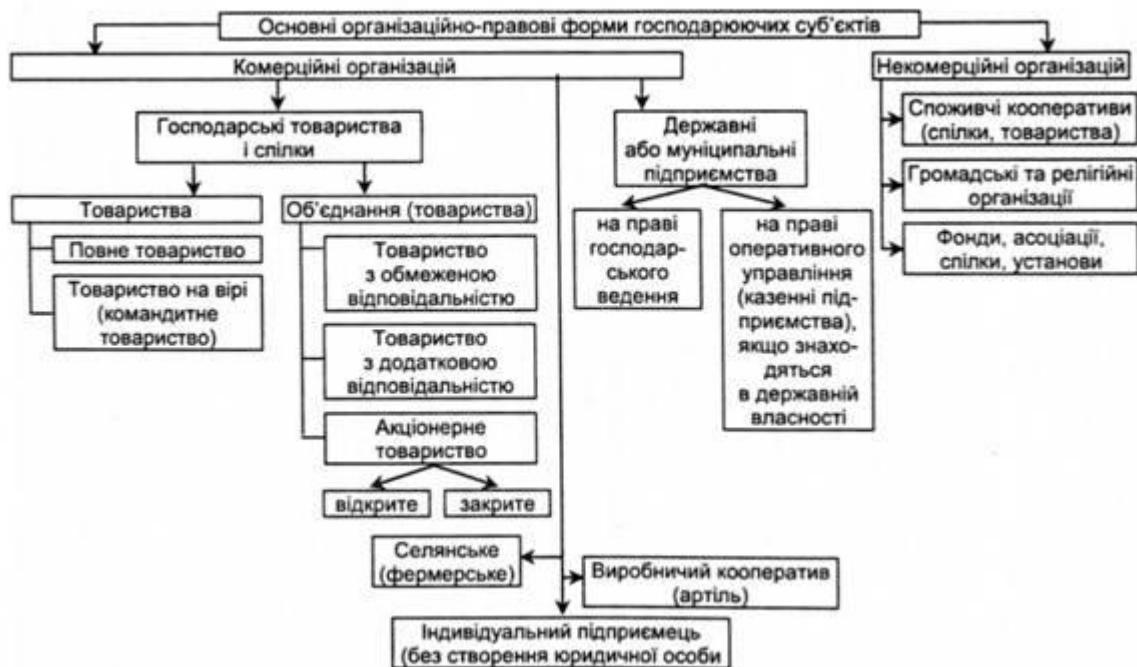 Основні організаційно-правові форми господарюючих суб'єктів
Комерційні організацій
Некомерційні організацій
Господарські товариства
і спілки
Державні
або муніципальні
підприємства
Споживчі кооперативи
(спілки, товариства)
Громадські та релігійні
організації
Фонди, асоціації,
спілки, установи
Товариства
Повне товариство
Товариство на вірі
(командитне
товариство)
Об'єднання (товариства)
Товариство
з обмеженою
відповідальністю
Товариство
з додатковою
відповідальністю
Акціонерне
товариство
відкрите
закрите
на праві
господар-
ського
ведення
на праві
оперативного
управління
(казенні під-
приємства),
якщо знахо-
дяться
в державній
власності
Селянське
(фермерське)
Виробничий кооператив
(артіль)
Індивідуальний підприємець
(без створення юридичної особи